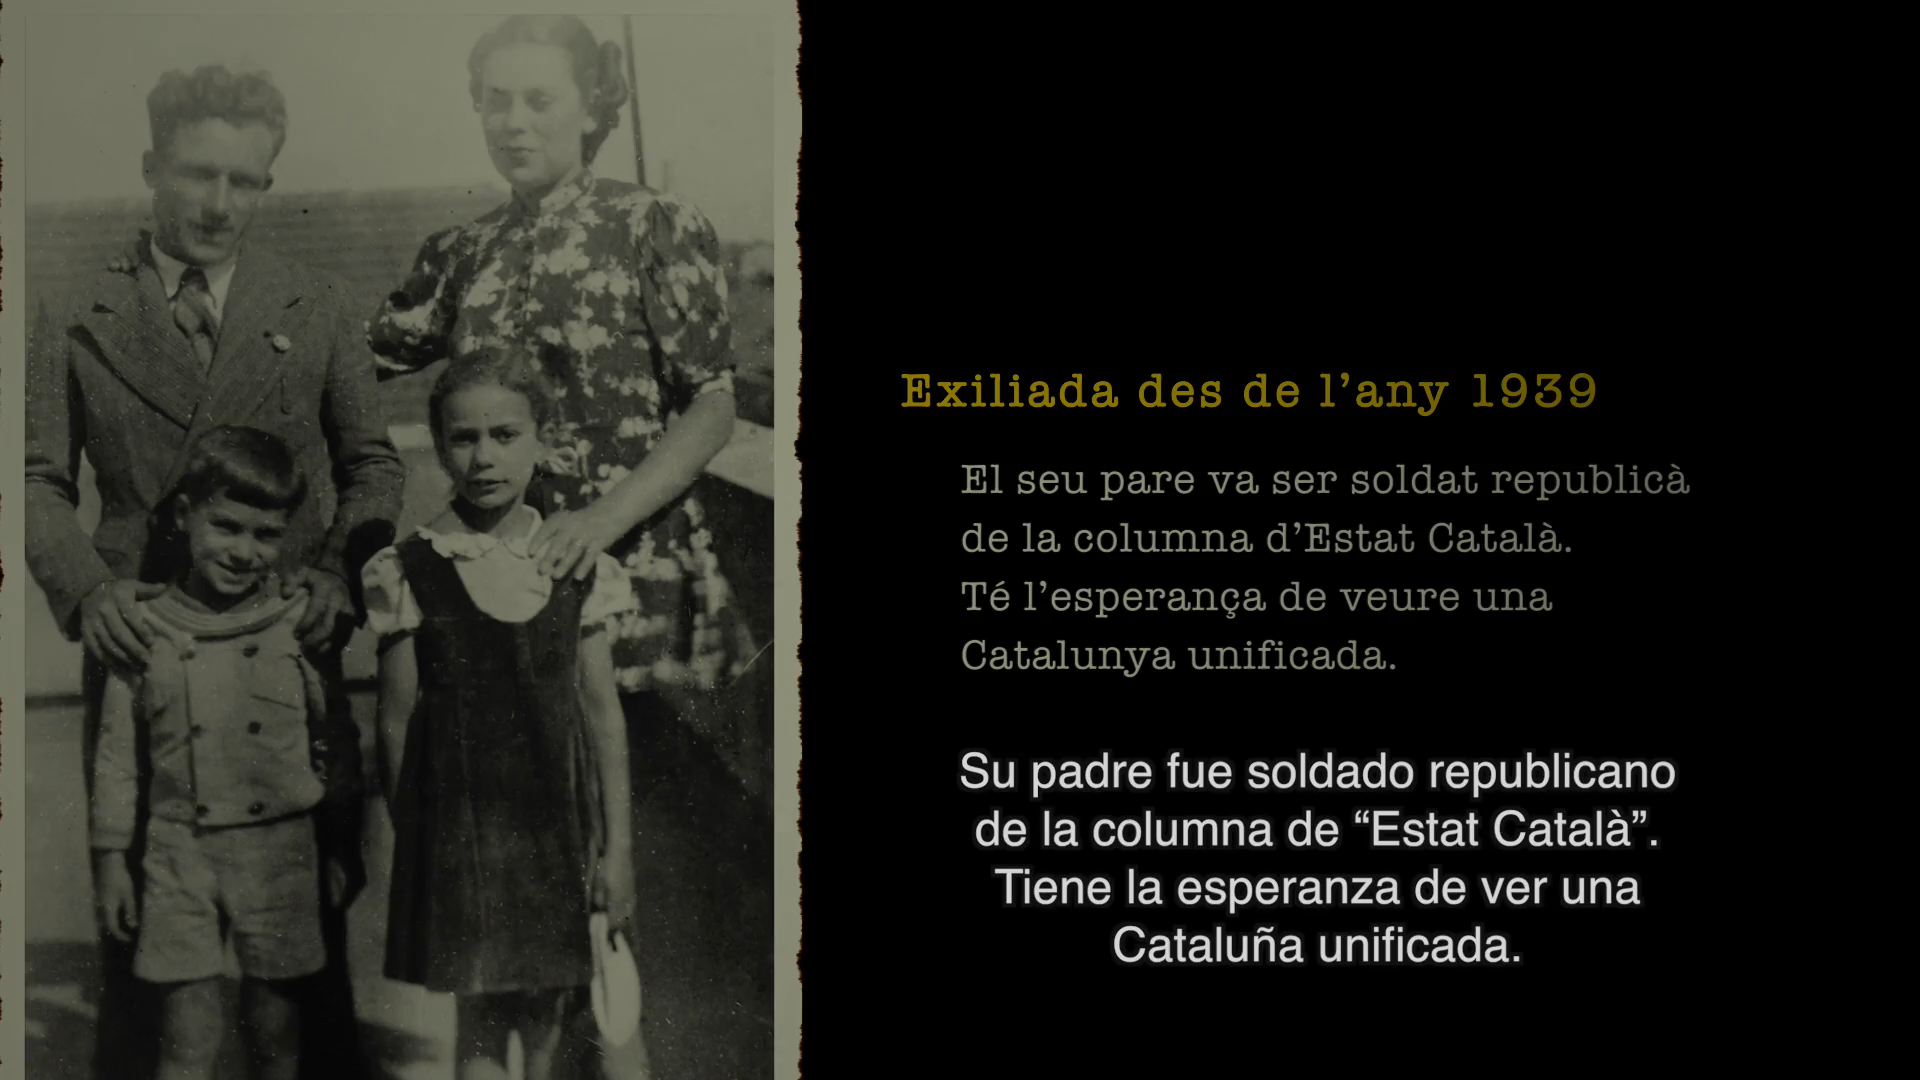 Exiliada des de l’any 1939
El seu pare va ser soldat republicà
de la columna d’Estat Català.
Té l’esperança de veure una
Catalunya unificada.
Su padre fue soldado republicano
de la columna de “Estat Català”.
Tiene la esperanza de ver una
Cataluña unificada.